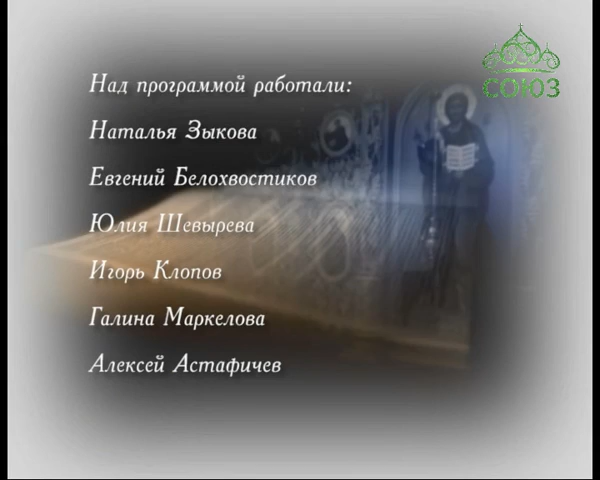 СОЮЗ
Над программой работали:
Наталья Зыкова
Евгений Белохвостиков
Юлия Шевырева
Игорь Клопов
Галина Маркелова
Алексей Астафичев